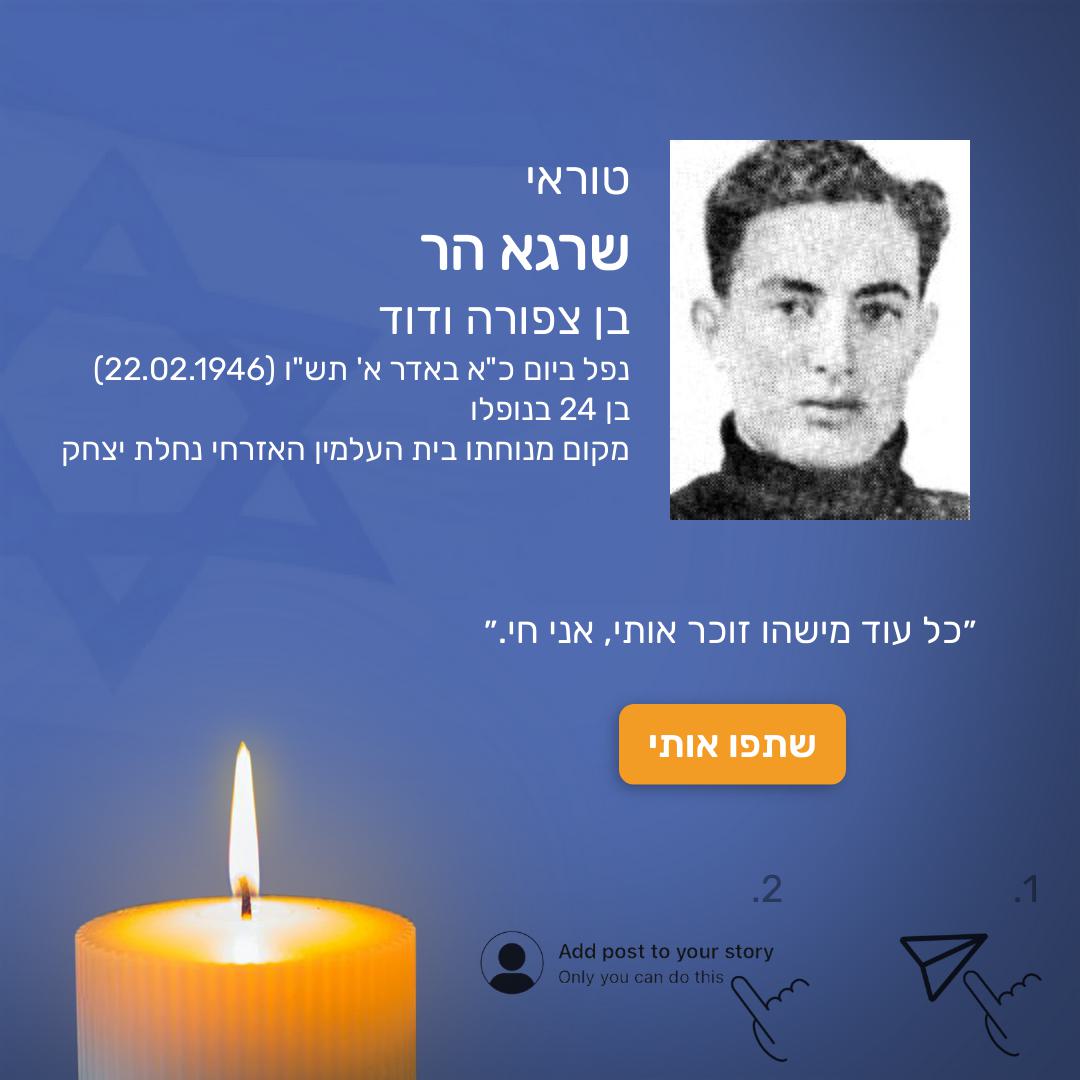 טוראי
שרגא הר
בן צפורה ודוד
נפל ביום כ"א באדר א' תש"ו (22.02.1946)
בן 24 בנופלו
מקום מנוחתו בית העלמין האזרחי נחלת יצחק
״כל עוד מישהו זוכר אותי, אני חי.״
שתפו אותי
1.
2.
Add post to your story
Only you can do this